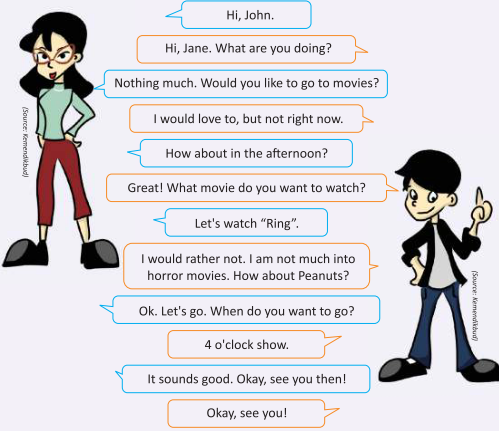 Hi, John.
Hi, Jane. What are you doing?
Nothing much. Would you like to go to movies?
I would love to, but not right now.
How about in the afternoon?
Great! What movie do you want to watch?
Let's watch “Ring”.
I would rather not. I am not much into
horror movies. How about Peanuts?
Ok. Let's go. When do you want to go?
4 o'clock show.
It sounds good. Okay, see you then!
Okay, see you!
(Source: Kemendikbud)
(Source: Kemendikbud)